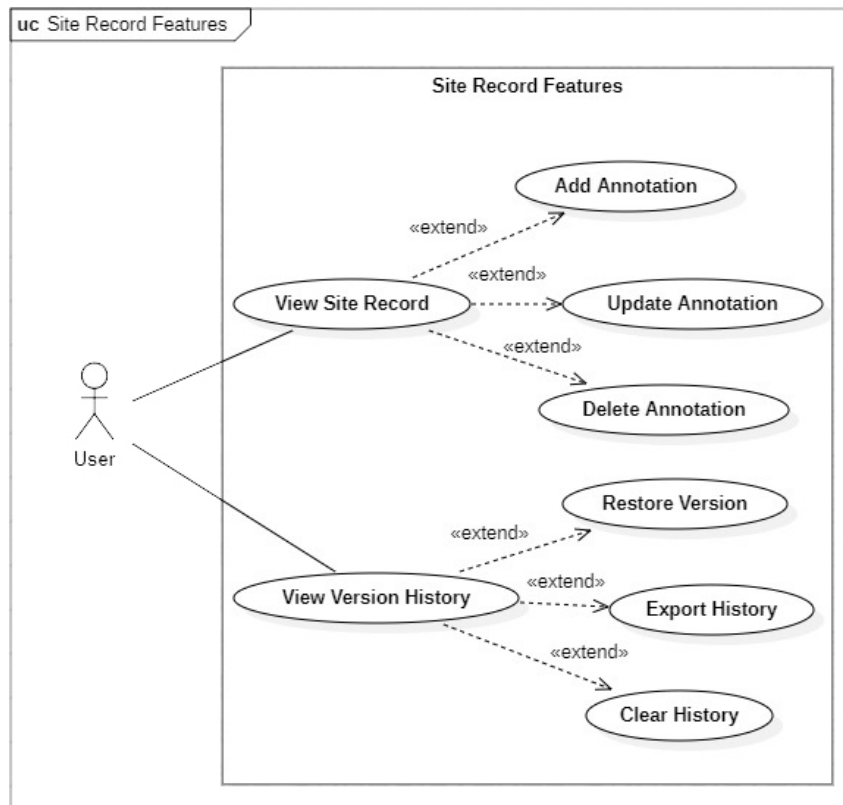 uc Site Record Features
Site Record Features
Add Annotation
«extend»
«extend»
View Site Record
Update Annotation
«extend»
Delete Annotation
User
Restore Version
«extend»
«extend»
View Version History
Export History
«extend»
Clear History